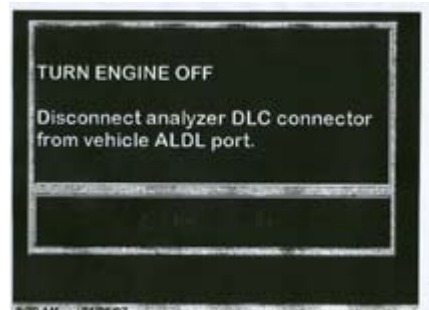 TURN ENGINE OFF
Disconnect analyzer DLC connector
from vehicle ALDL port.